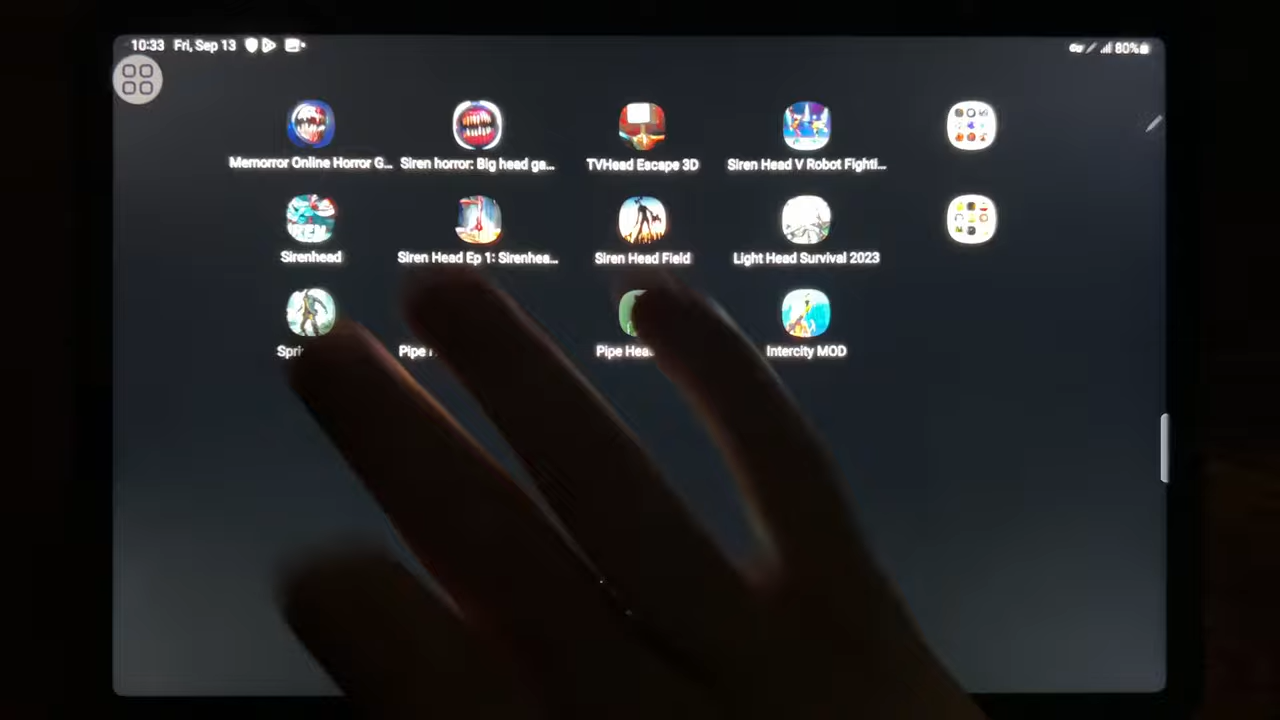 10:33 Fri, Sep 13 80%
Memorror Online Horror G... Siren horror: Big head ga... TVHead Escape 3D Siren Head V Robot Fighti...
Sirenhead Siren Head Ep 1: Sirenhea... Siren Head Field Light Head Survival 2023
Pipe Pipe Intercity MOD